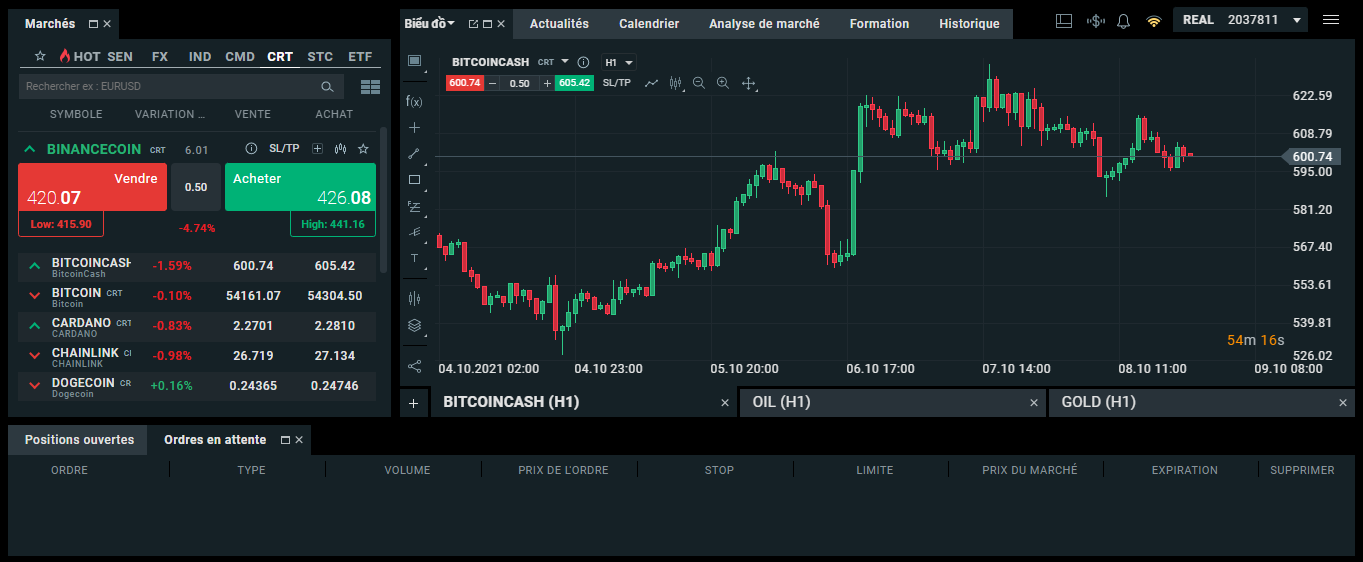 Marchés
Biểu đồ Actualités Calendrier Analyse de marché Formation Historique
REAL 2037811
HOT SEN FX IND CMD CRT STC ETF
Rechercher ex : EURUSD
SYMBOLE VARIATION ... VENTE ACHAT
BINANCECOIN CRT 6.01 SL/TP
Vendre
420.07
0.50
Acheter
426.08
Low: 415.90
-4.74%
High: 441.16
BITCOINCASH -1.59% 600.74 605.42
BitcoinCash
BITCOIN CRT -0.10% 54161.07 54304.50
Bitcoin
CARDANO CRT -0.83% 2.2701 2.2810
CARDANO
CHAINLINK -0.98% 26.719 27.134
CHAINLINK
DOGECOIN CR +0.16% 0.24365 0.24746
Dogecoin
BITCOINCASH CRT H1
600.74 − 0.50 + 605.42 SL/TP
f(x)
T
622.59
608.79
600.74
595.00
581.20
567.40
553.61
539.81
526.02
54m 16s
04.10.2021 02:00 04.10 23:00 05.10 20:00 06.10 17:00 07.10 14:00 08.10 11:00 09.10 08:00
+ BITCOINCASH (H1) × OIL (H1) × GOLD (H1) ×
Positions ouvertes Ordres en attente
ORDRE TYPE VOLUME PRIX DE L'ORDRE STOP LIMITE PRIX DU MARCHÉ EXPIRATION SUPPRIMER